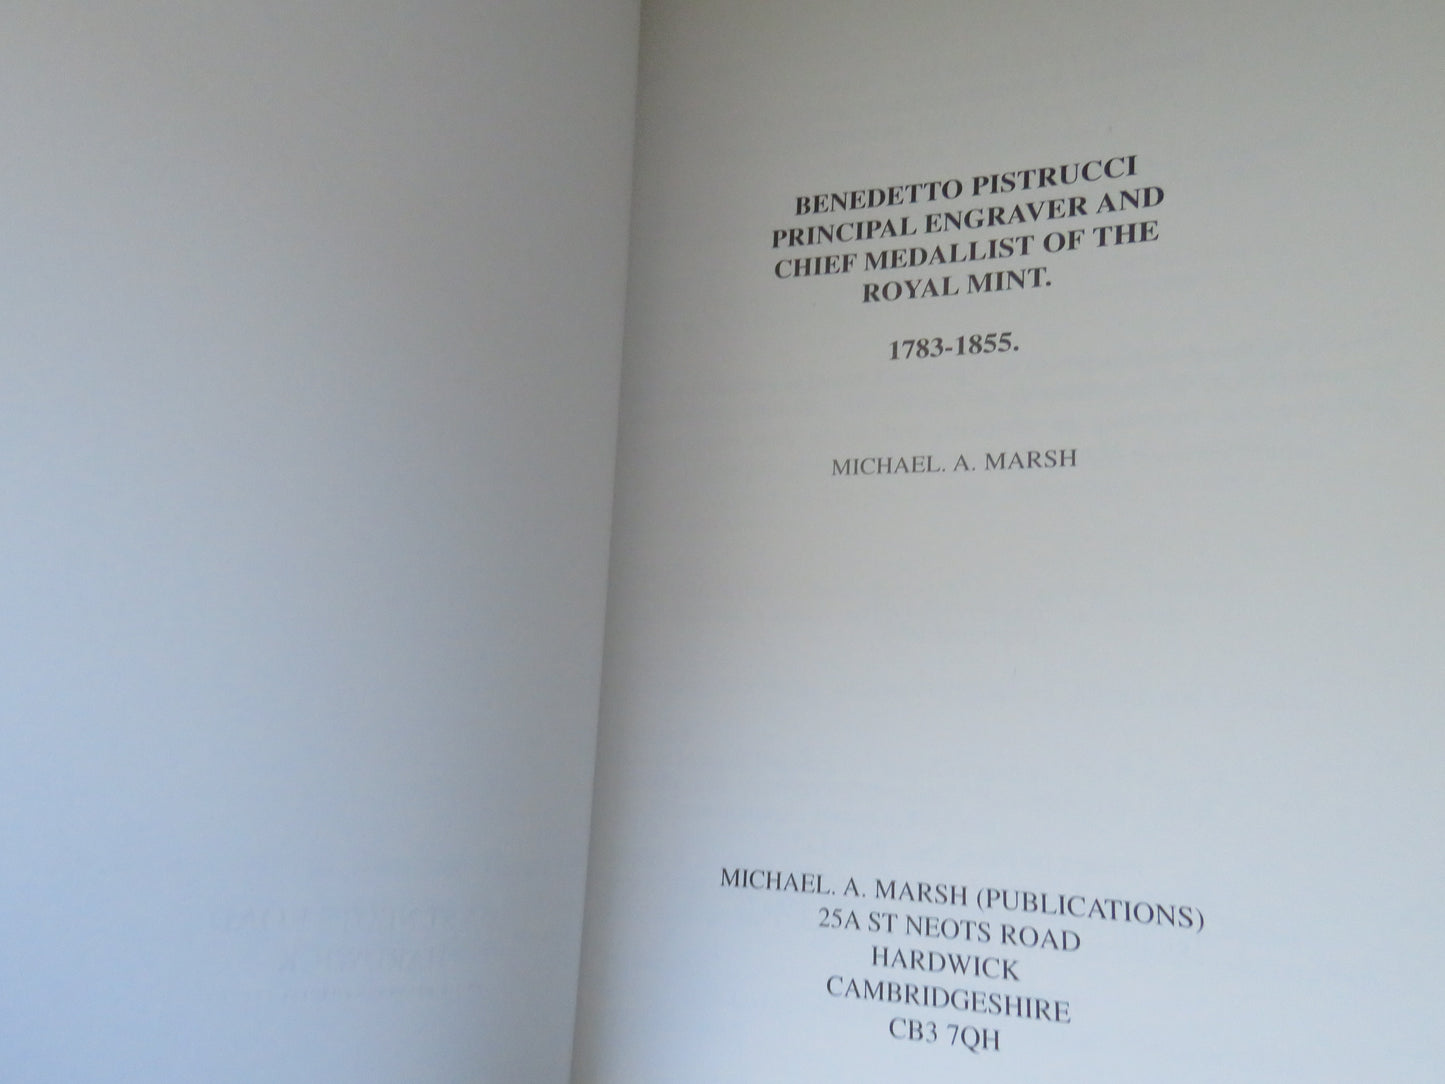 BENEDETTO PISTRUCCI
PRINCIPAL ENGRAVER AND
CHIEF MEDALLIST OF THE
ROYAL MINT.
1783-1855.
MICHAEL. A. MARSH
MICHAEL. A. MARSH (PUBLICATIONS)
25A ST NEOTS ROAD
HARDWICK
CAMBRIDGESHIRE
CB3 7QH